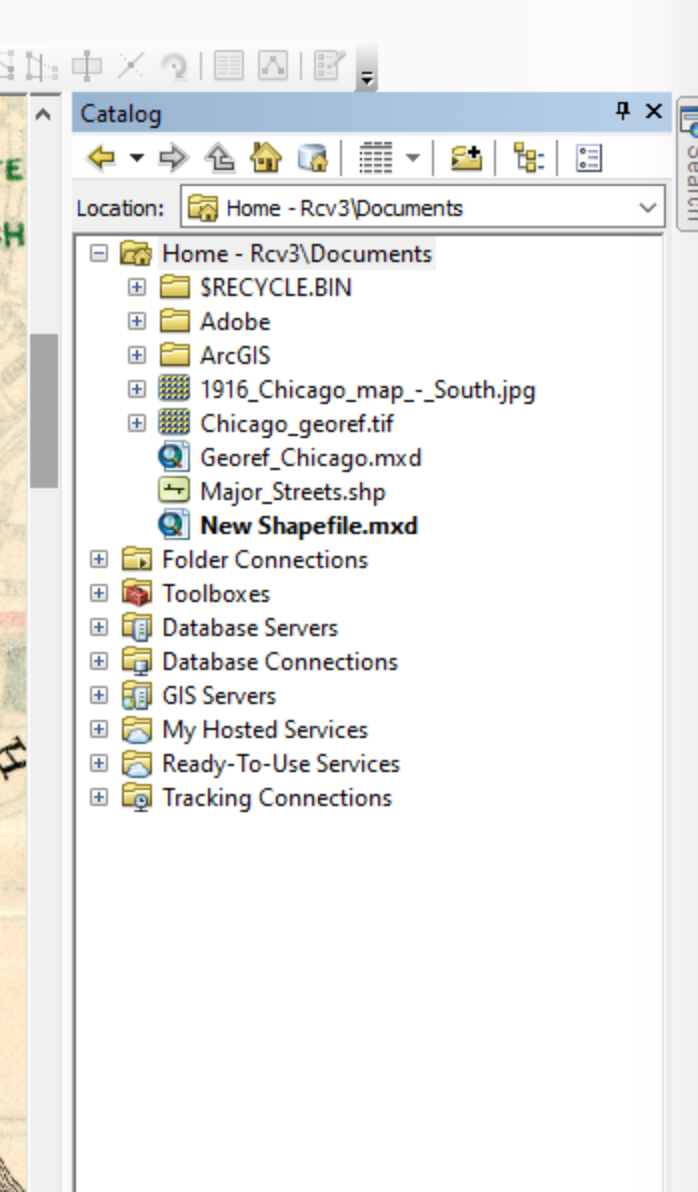 Catalog
Location: Home - Rcv3\Documents
Search
TE
CH
Home - Rcv3\Documents
$RECYCLE.BIN
Adobe
ArcGIS
1916_Chicago_map_-_South.jpg
Chicago_georef.tif
Georef_Chicago.mxd
Major_Streets.shp
New Shapefile.mxd
Folder Connections
Toolboxes
Database Servers
Database Connections
GIS Servers
My Hosted Services
H
Ready-To-Use Services
Tracking Connections